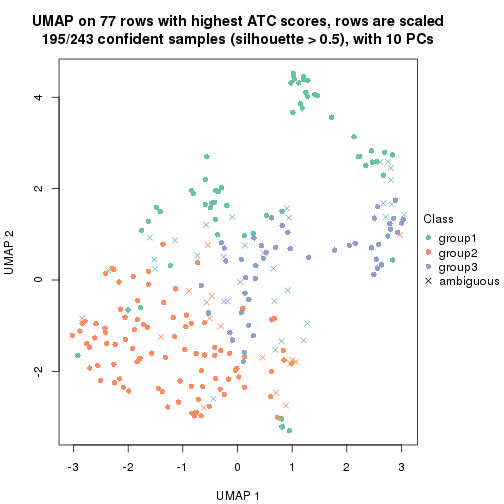 UMAP on 77 rows with highest ATC scores, rows are scaled
195/243 confident samples (silhouette > 0.5), with 10 PCs
4
2
0
-2
UMAP 2
-3
-2
-1
0
1
2
3
UMAP 1
Class
group1
group2
group3
ambiguous